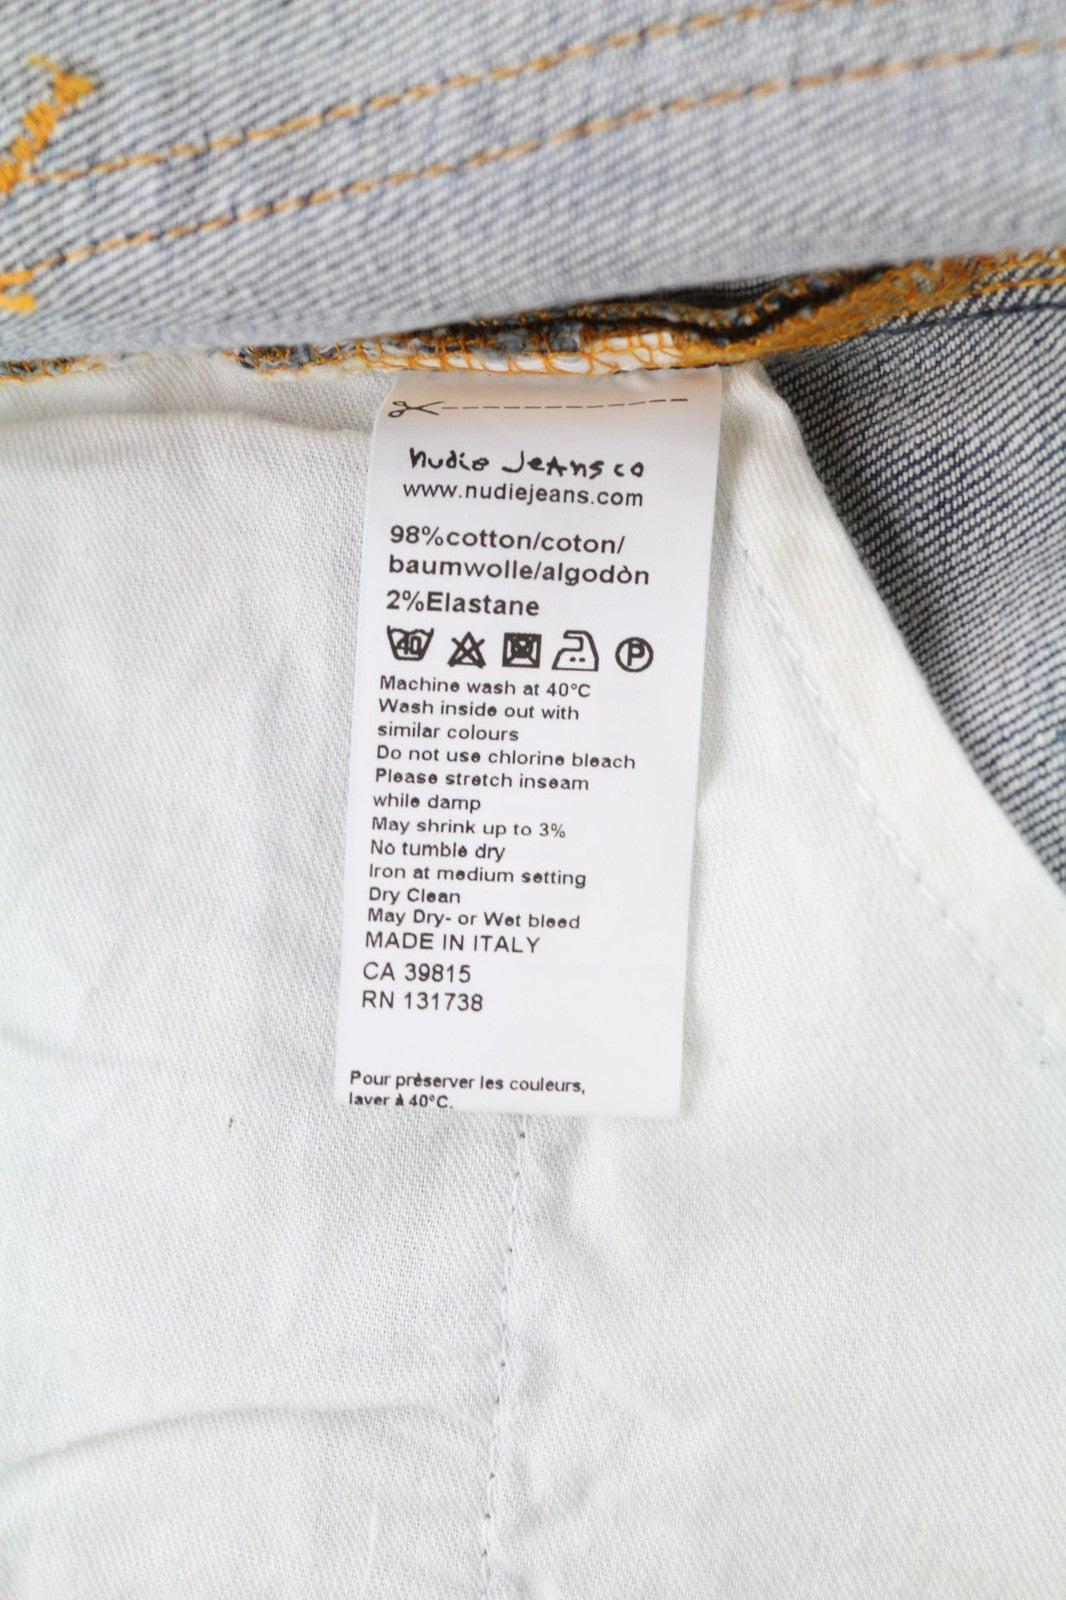 nudie JeAns co
www.nudiejeans.com
98%cotton/coton/
baumwolle/algodòn
2%Elastane
40 P
Machine wash at 40°C
Wash inside out with
similar colours
Do not use chlorine bleach
Please stretch inseam
while damp
May shrink up to 3%
No tumble dry
Iron at medium setting
Dry Clean
May Dry- or Wet bleed
MADE IN ITALY
CA 39815
RN 131738
Pour prèserver les couleurs,
laver à 40°C.